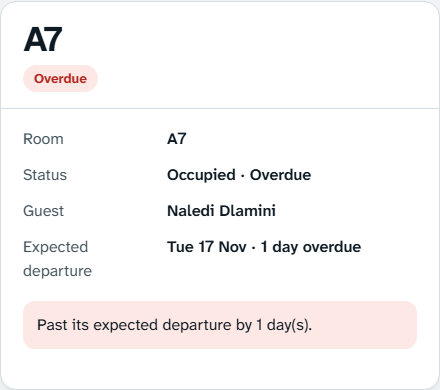 A7
Overdue
Room A7
Status Occupied · Overdue
Guest Naledi Dlamini
Expected departure Tue 17 Nov · 1 day overdue
Past its expected departure by 1 day(s).